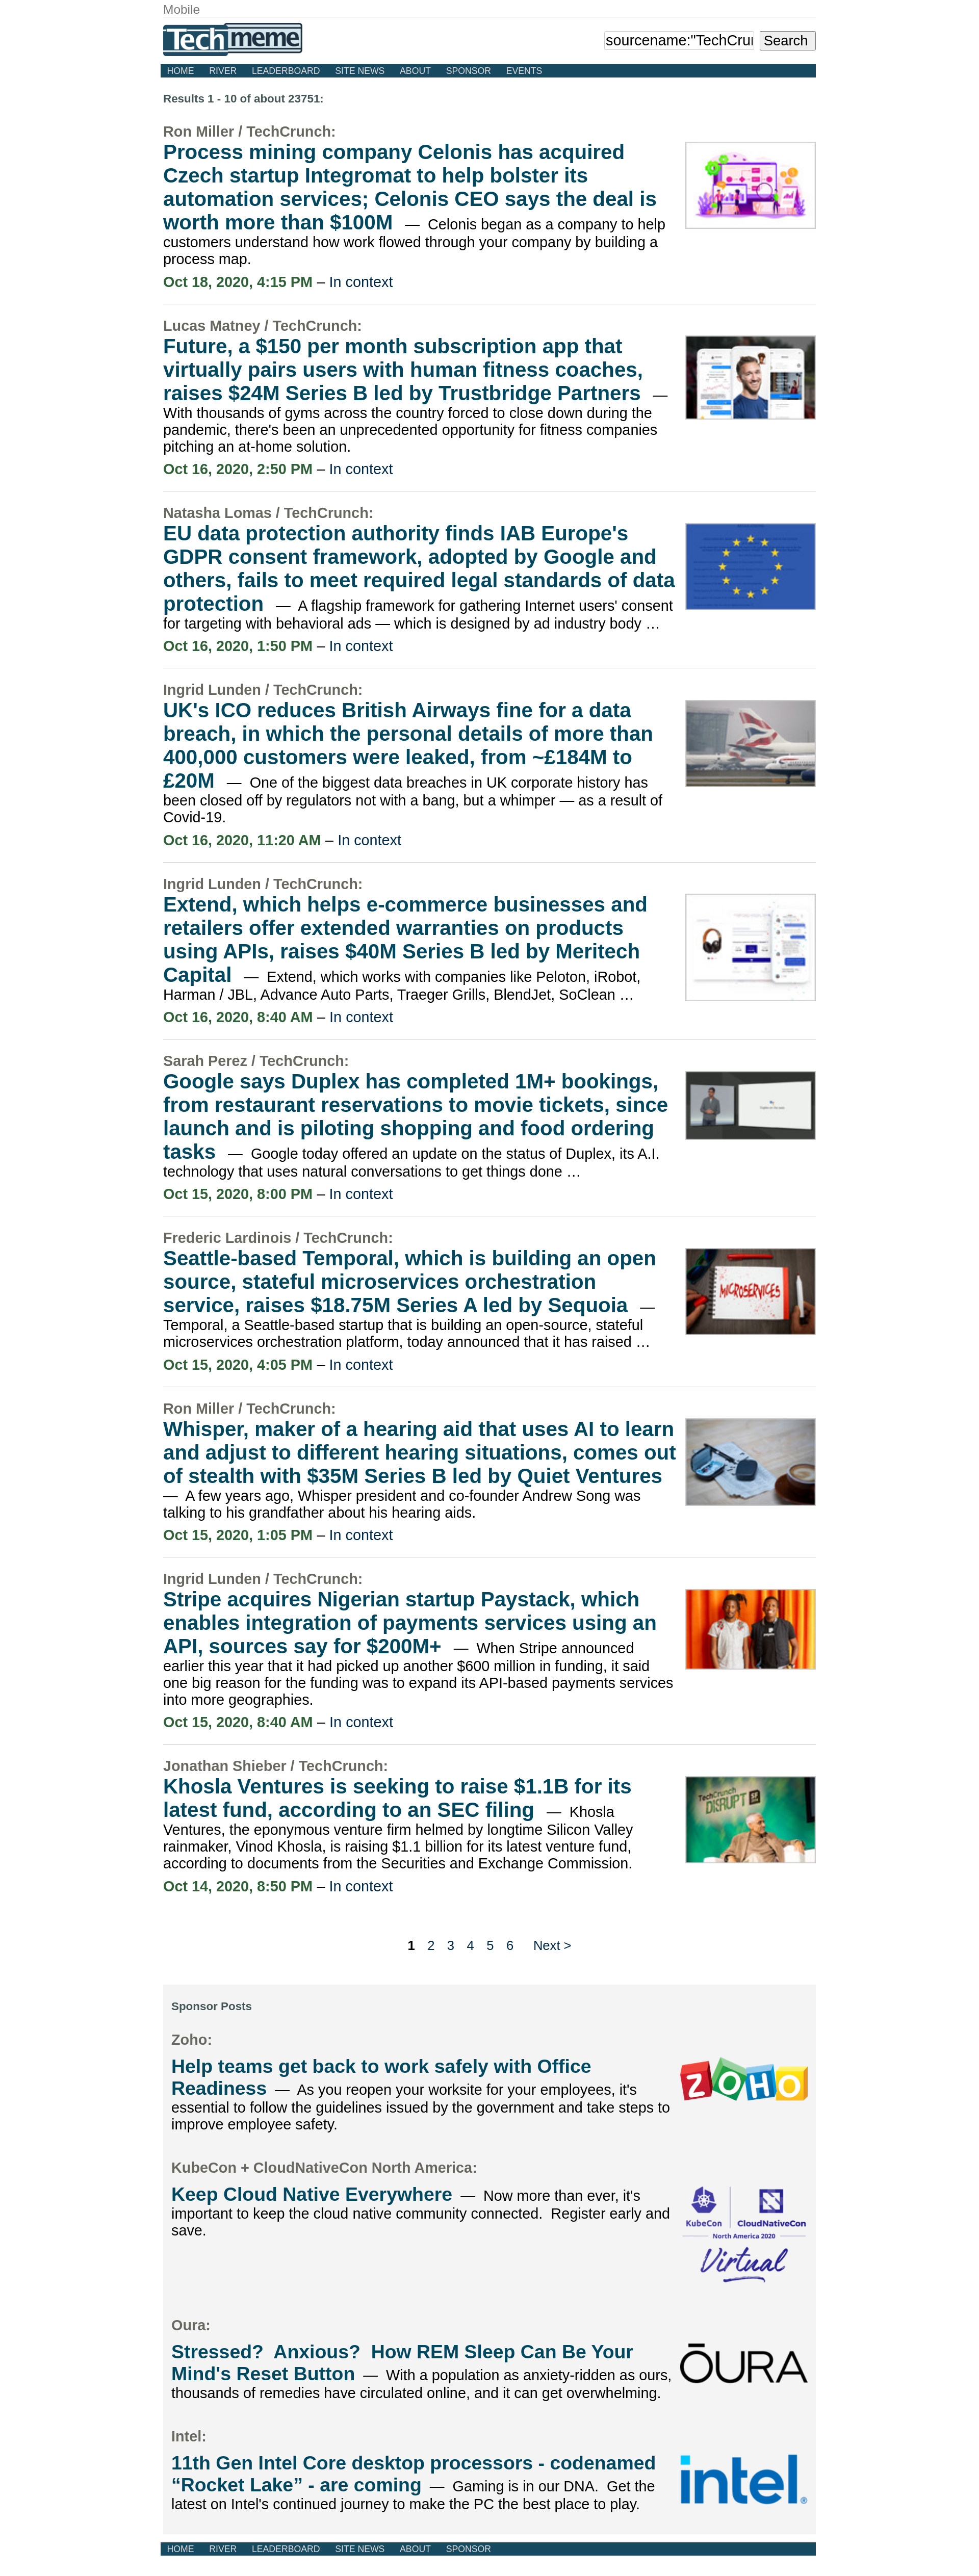 Mobile
Techmeme
sourcename:"TechCru
Search
HOME RIVER LEADERBOARD SITE NEWS ABOUT SPONSOR EVENTS
Results 1 - 10 of about 23751:
Ron Miller / TechCrunch:
Process mining company Celonis has acquired
Czech startup Integromat to help bolster its
automation services; Celonis CEO says the deal is
worth more than $100M — Celonis began as a company to help
customers understand how work flowed through your company by building a
process map.
Oct 18, 2020, 4:15 PM – In context
Lucas Matney / TechCrunch:
Future, a $150 per month subscription app that
virtually pairs users with human fitness coaches,
raises $24M Series B led by Trustbridge Partners —
With thousands of gyms across the country forced to close down during the
pandemic, there's been an unprecedented opportunity for fitness companies
pitching an at-home solution.
Oct 16, 2020, 2:50 PM – In context
Natasha Lomas / TechCrunch:
EU data protection authority finds IAB Europe's
GDPR consent framework, adopted by Google and
others, fails to meet required legal standards of data
protection — A flagship framework for gathering Internet users' consent
for targeting with behavioral ads — which is designed by ad industry body …
Oct 16, 2020, 1:50 PM – In context
Ingrid Lunden / TechCrunch:
UK's ICO reduces British Airways fine for a data
breach, in which the personal details of more than
400,000 customers were leaked, from ~£184M to
£20M — One of the biggest data breaches in UK corporate history has
been closed off by regulators not with a bang, but a whimper — as a result of
Covid-19.
Oct 16, 2020, 11:20 AM – In context
Ingrid Lunden / TechCrunch:
Extend, which helps e-commerce businesses and
retailers offer extended warranties on products
using APIs, raises $40M Series B led by Meritech
Capital — Extend, which works with companies like Peloton, iRobot,
Harman / JBL, Advance Auto Parts, Traeger Grills, BlendJet, SoClean …
Oct 16, 2020, 8:40 AM – In context
Sarah Perez / TechCrunch:
Google says Duplex has completed 1M+ bookings,
from restaurant reservations to movie tickets, since
launch and is piloting shopping and food ordering
tasks — Google today offered an update on the status of Duplex, its A.I.
technology that uses natural conversations to get things done …
Oct 15, 2020, 8:00 PM – In context
Frederic Lardinois / TechCrunch:
Seattle-based Temporal, which is building an open
source, stateful microservices orchestration
service, raises $18.75M Series A led by Sequoia —
Temporal, a Seattle-based startup that is building an open-source, stateful
microservices orchestration platform, today announced that it has raised …
Oct 15, 2020, 4:05 PM – In context
MICROSERVICES
Ron Miller / TechCrunch:
Whisper, maker of a hearing aid that uses AI to learn
and adjust to different hearing situations, comes out
of stealth with $35M Series B led by Quiet Ventures
— A few years ago, Whisper president and co-founder Andrew Song was
talking to his grandfather about his hearing aids.
Oct 15, 2020, 1:05 PM – In context
Ingrid Lunden / TechCrunch:
Stripe acquires Nigerian startup Paystack, which
enables integration of payments services using an
API, sources say for $200M+ — When Stripe announced
earlier this year that it had picked up another $600 million in funding, it said
one big reason for the funding was to expand its API-based payments services
into more geographies.
Oct 15, 2020, 8:40 AM – In context
Jonathan Shieber / TechCrunch:
Khosla Ventures is seeking to raise $1.1B for its
latest fund, according to an SEC filing — Khosla
Ventures, the eponymous venture firm helmed by longtime Silicon Valley
rainmaker, Vinod Khosla, is raising $1.1 billion for its latest venture fund,
according to documents from the Securities and Exchange Commission.
Oct 14, 2020, 8:50 PM – In context
TechCrunch
DISRUPT
1 2 3 4 5 6 Next >
Sponsor Posts
Zoho:
Help teams get back to work safely with Office
Readiness — As you reopen your worksite for your employees, it's
essential to follow the guidelines issued by the government and take steps to
improve employee safety.
ZOHO
KubeCon + CloudNativeCon North America:
Keep Cloud Native Everywhere — Now more than ever, it's
important to keep the cloud native community connected. Register early and
save.
KubeCon CloudNativeCon
North America 2020
Virtual
Oura:
Stressed? Anxious? How REM Sleep Can Be Your
Mind's Reset Button — With a population as anxiety-ridden as ours,
thousands of remedies have circulated online, and it can get overwhelming.
ŌURA
Intel:
11th Gen Intel Core desktop processors - codenamed
“Rocket Lake” - are coming — Gaming is in our DNA. Get the
latest on Intel's continued journey to make the PC the best place to play.
intel®
HOME RIVER LEADERBOARD SITE NEWS ABOUT SPONSOR